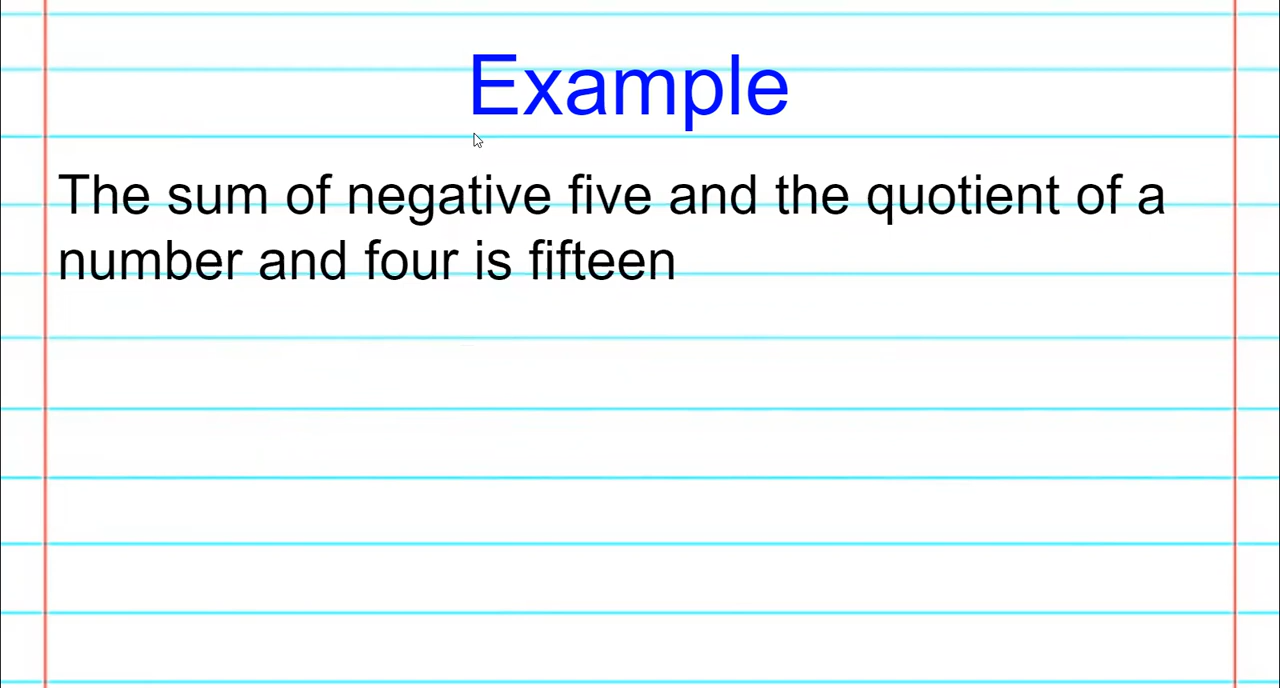 Example
The sum of negative five and the quotient of a
number and four is fifteen